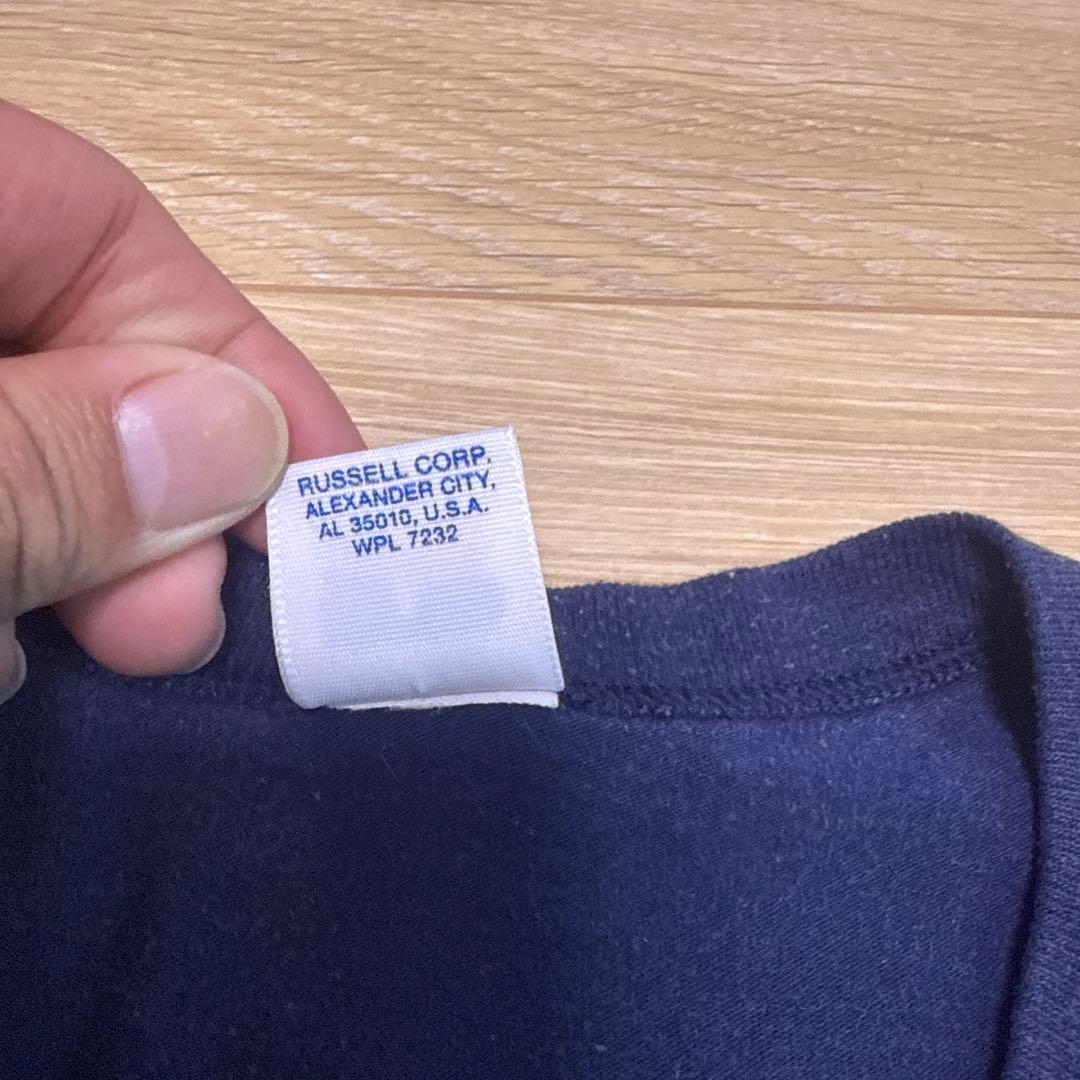 RUSSELL CORP.
ALEXANDER CITY,
AL 35010, U.S.A.
WPL 7232